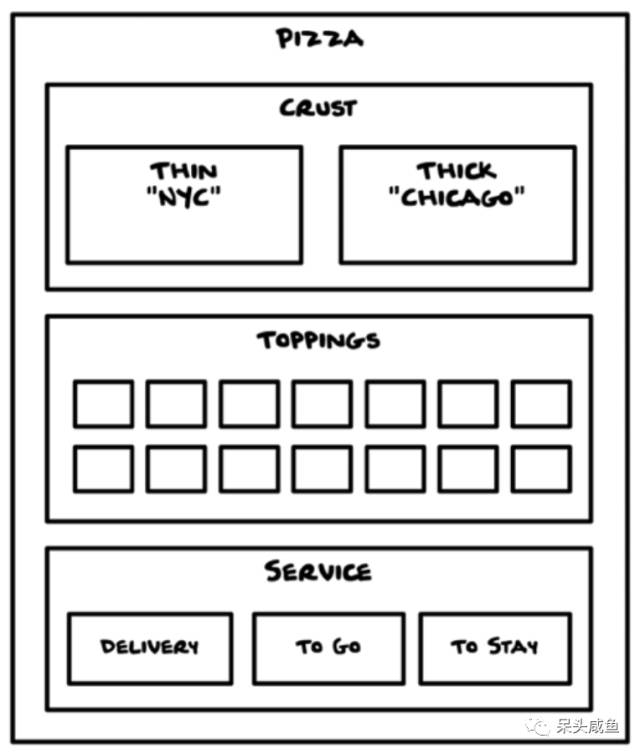 PIZZA
CRUST
THIN
"NYC"
THICK
"CHICAGO"
TOPPINGS
SERVICE
DELIVERY
TO GO
TO STAY
呆头咸鱼